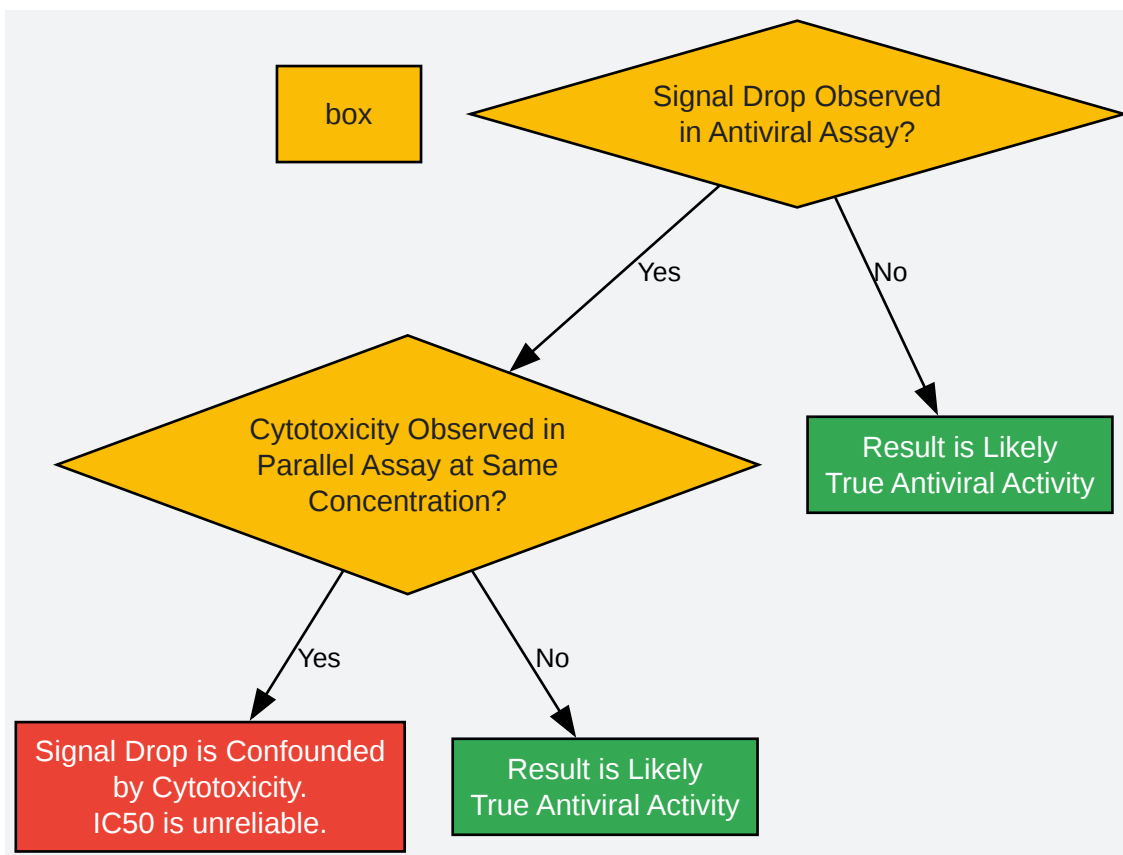 box
Signal Drop Observed
in Antiviral Assay?
Yes
No
Cytotoxicity Observed in
Parallel Assay at Same
Concentration?
Result is Likely
True Antiviral Activity
Yes
No
Signal Drop is Confounded
by Cytotoxicity.
IC50 is unreliable.
Result is Likely
True Antiviral Activity